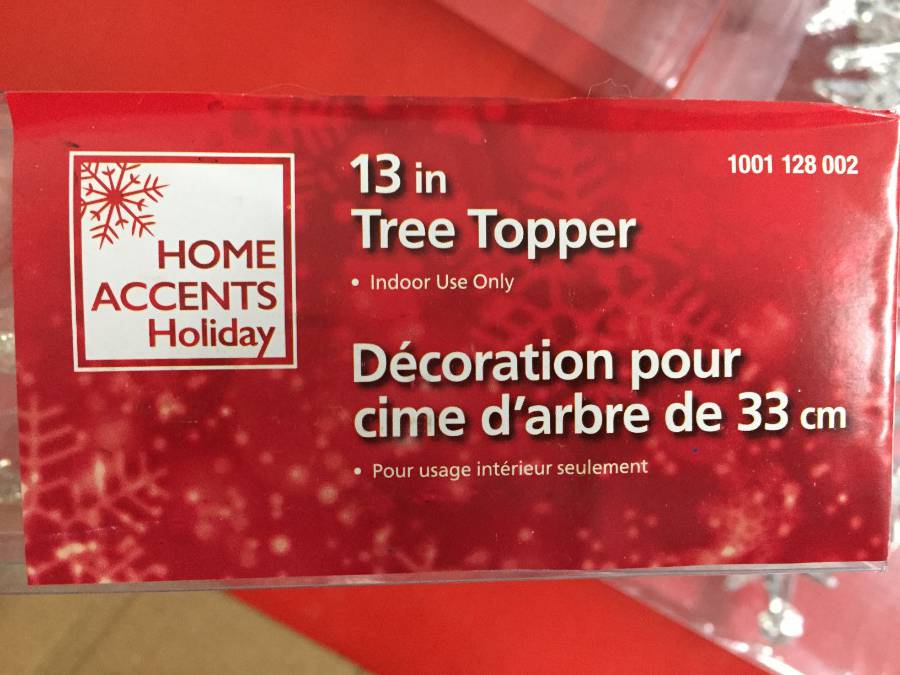 HOME
ACCENTS
Holiday
13 in
Tree Topper
• Indoor Use Only
Décoration pour
cime d'arbre de 33 cm
• Pour usage intérieur seulement
1001 128 002